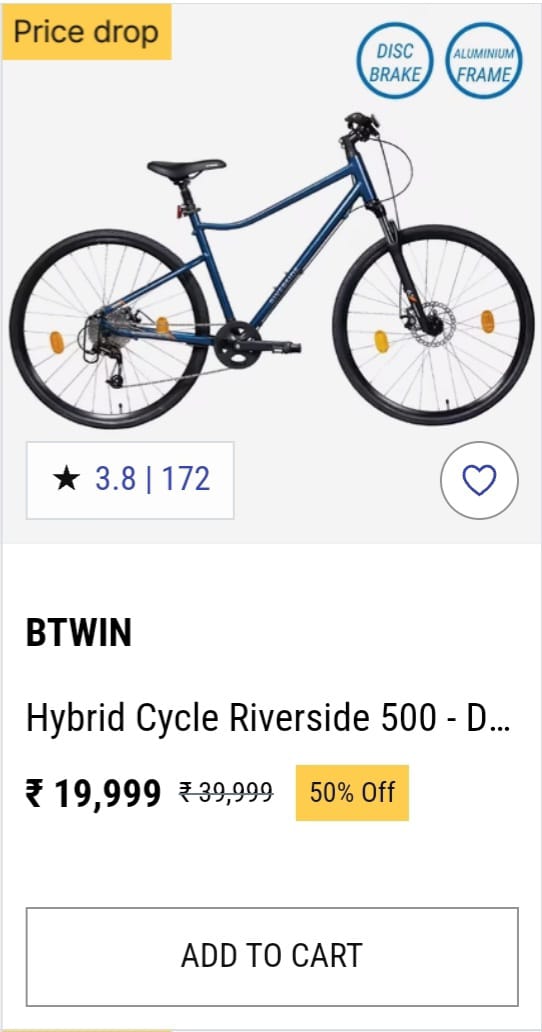 Price drop
DISC
BRAKE
ALUMINIUM
FRAME
RIVERSIDE
★ 3.8 | 172
BTWIN
Hybrid Cycle Riverside 500 - D...
₹ 19,999 ₹ 39,999 50% Off
ADD TO CART